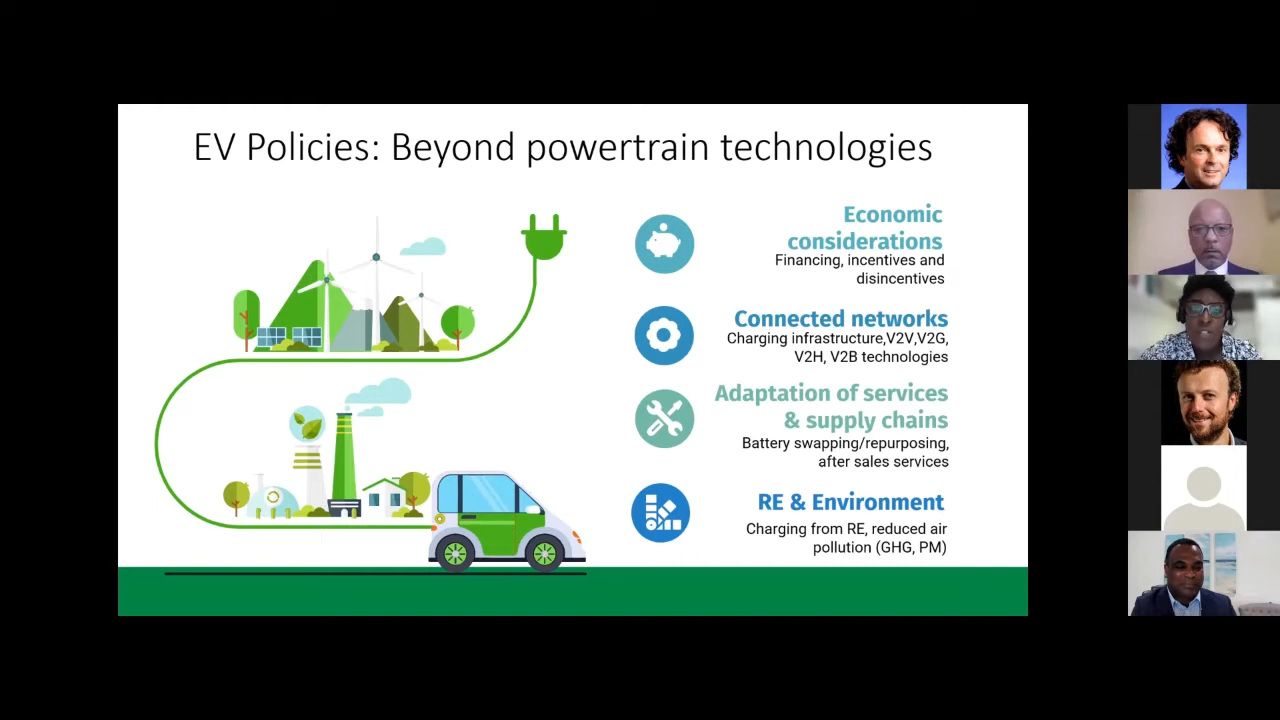 EV Policies: Beyond powertrain technologies
Economic
considerations
Financing, incentives and
disincentives
Connected networks
Charging infrastructure,V2V,V2G,
V2H, V2B technologies
Adaptation of services
& supply chains
Battery swapping/repurposing,
after sales services
RE & Environment
Charging from RE, reduced air
pollution (GHG, PM)